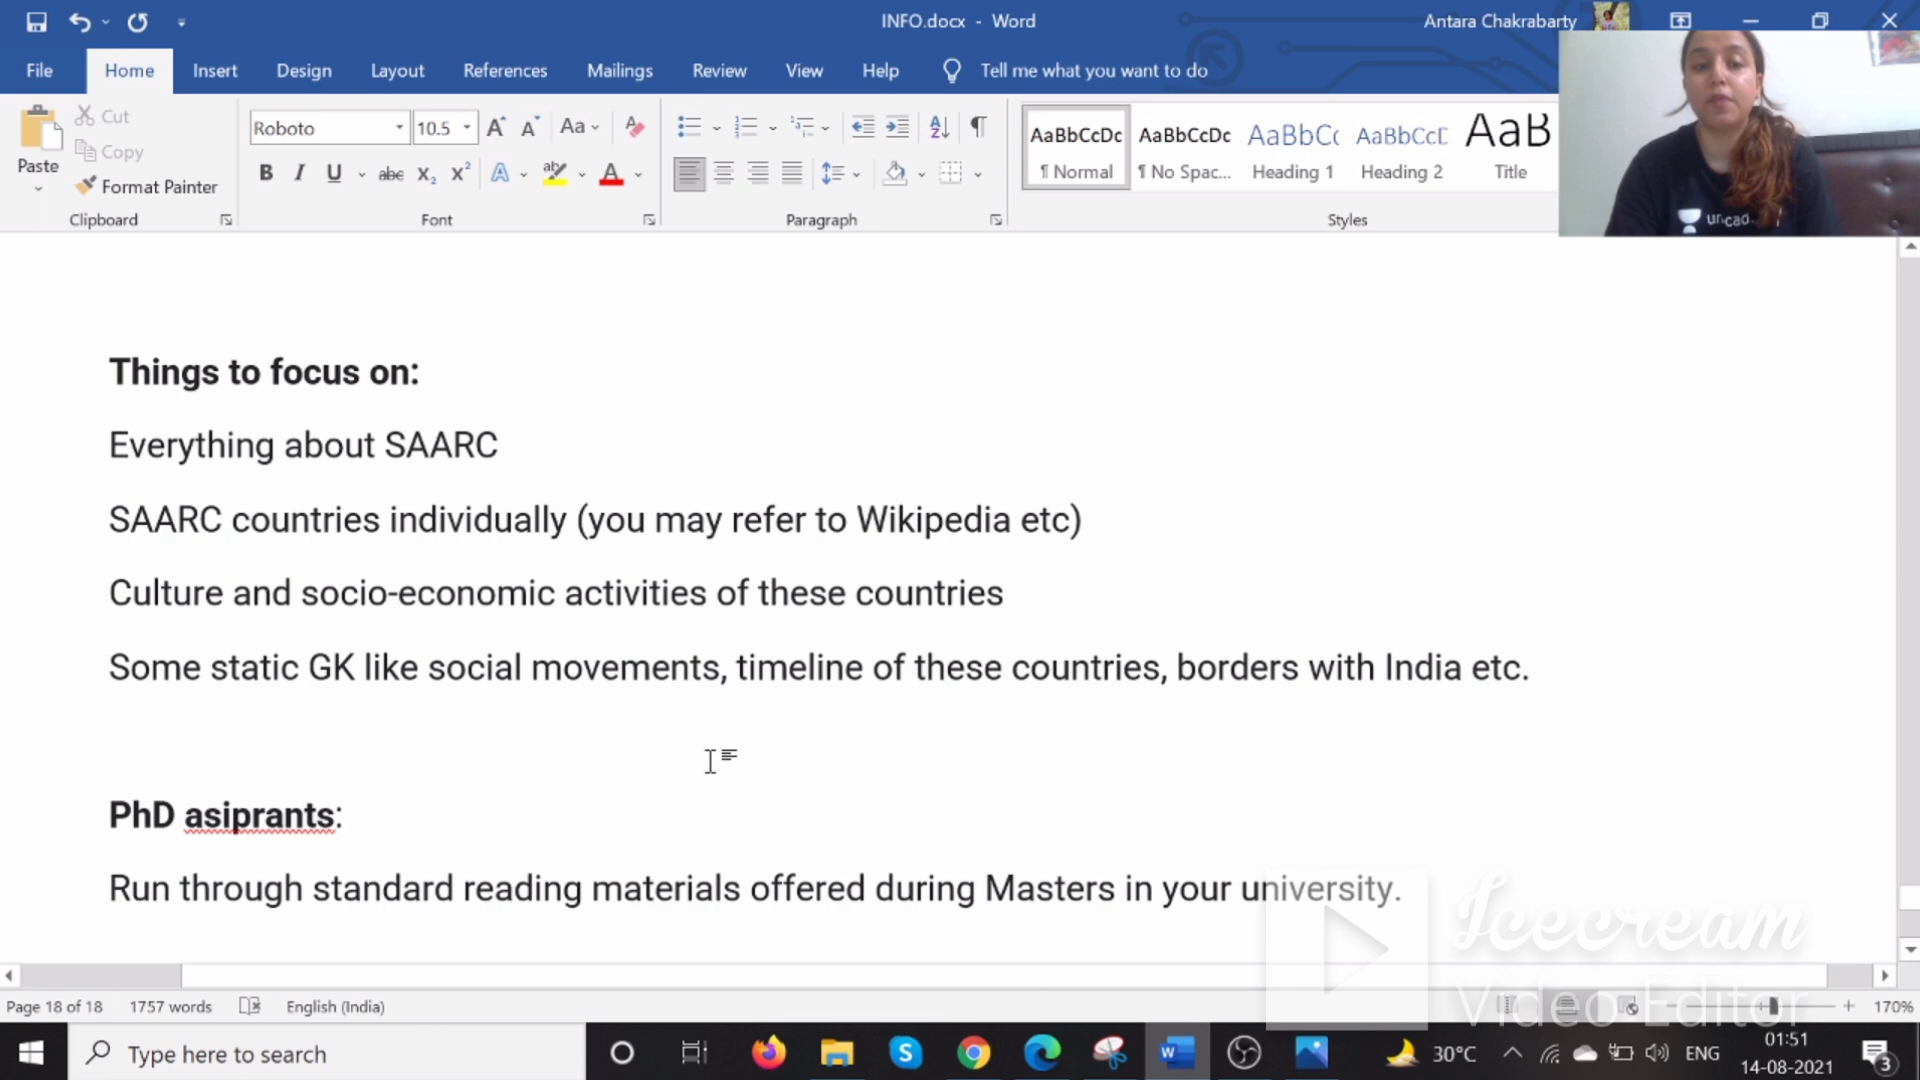 INFO.docx - Word
Antara Chakrabarty
File Home Insert Design Layout References Mailings Review View Help Tell me what you want to do
Paste
Cut
Copy
Format Painter
Clipboard
Roboto 10.5
Font
Paragraph
AaBbCcDc AaBbCcDc AaBbC AaBbCcD AaB
¶ Normal ¶ No Spac... Heading 1 Heading 2 Title
Styles
Things to focus on:
Everything about SAARC
SAARC countries individually (you may refer to Wikipedia etc)
Culture and socio-economic activities of these countries
Some static GK like social movements, timeline of these countries, borders with India etc.
PhD asiprants:
Run through standard reading materials offered during Masters in your university.
Icecream
Video Editor
Page 18 of 18 1757 words English (India) 170%
Type here to search
30°C ENG 01:51
14-08-2021
3